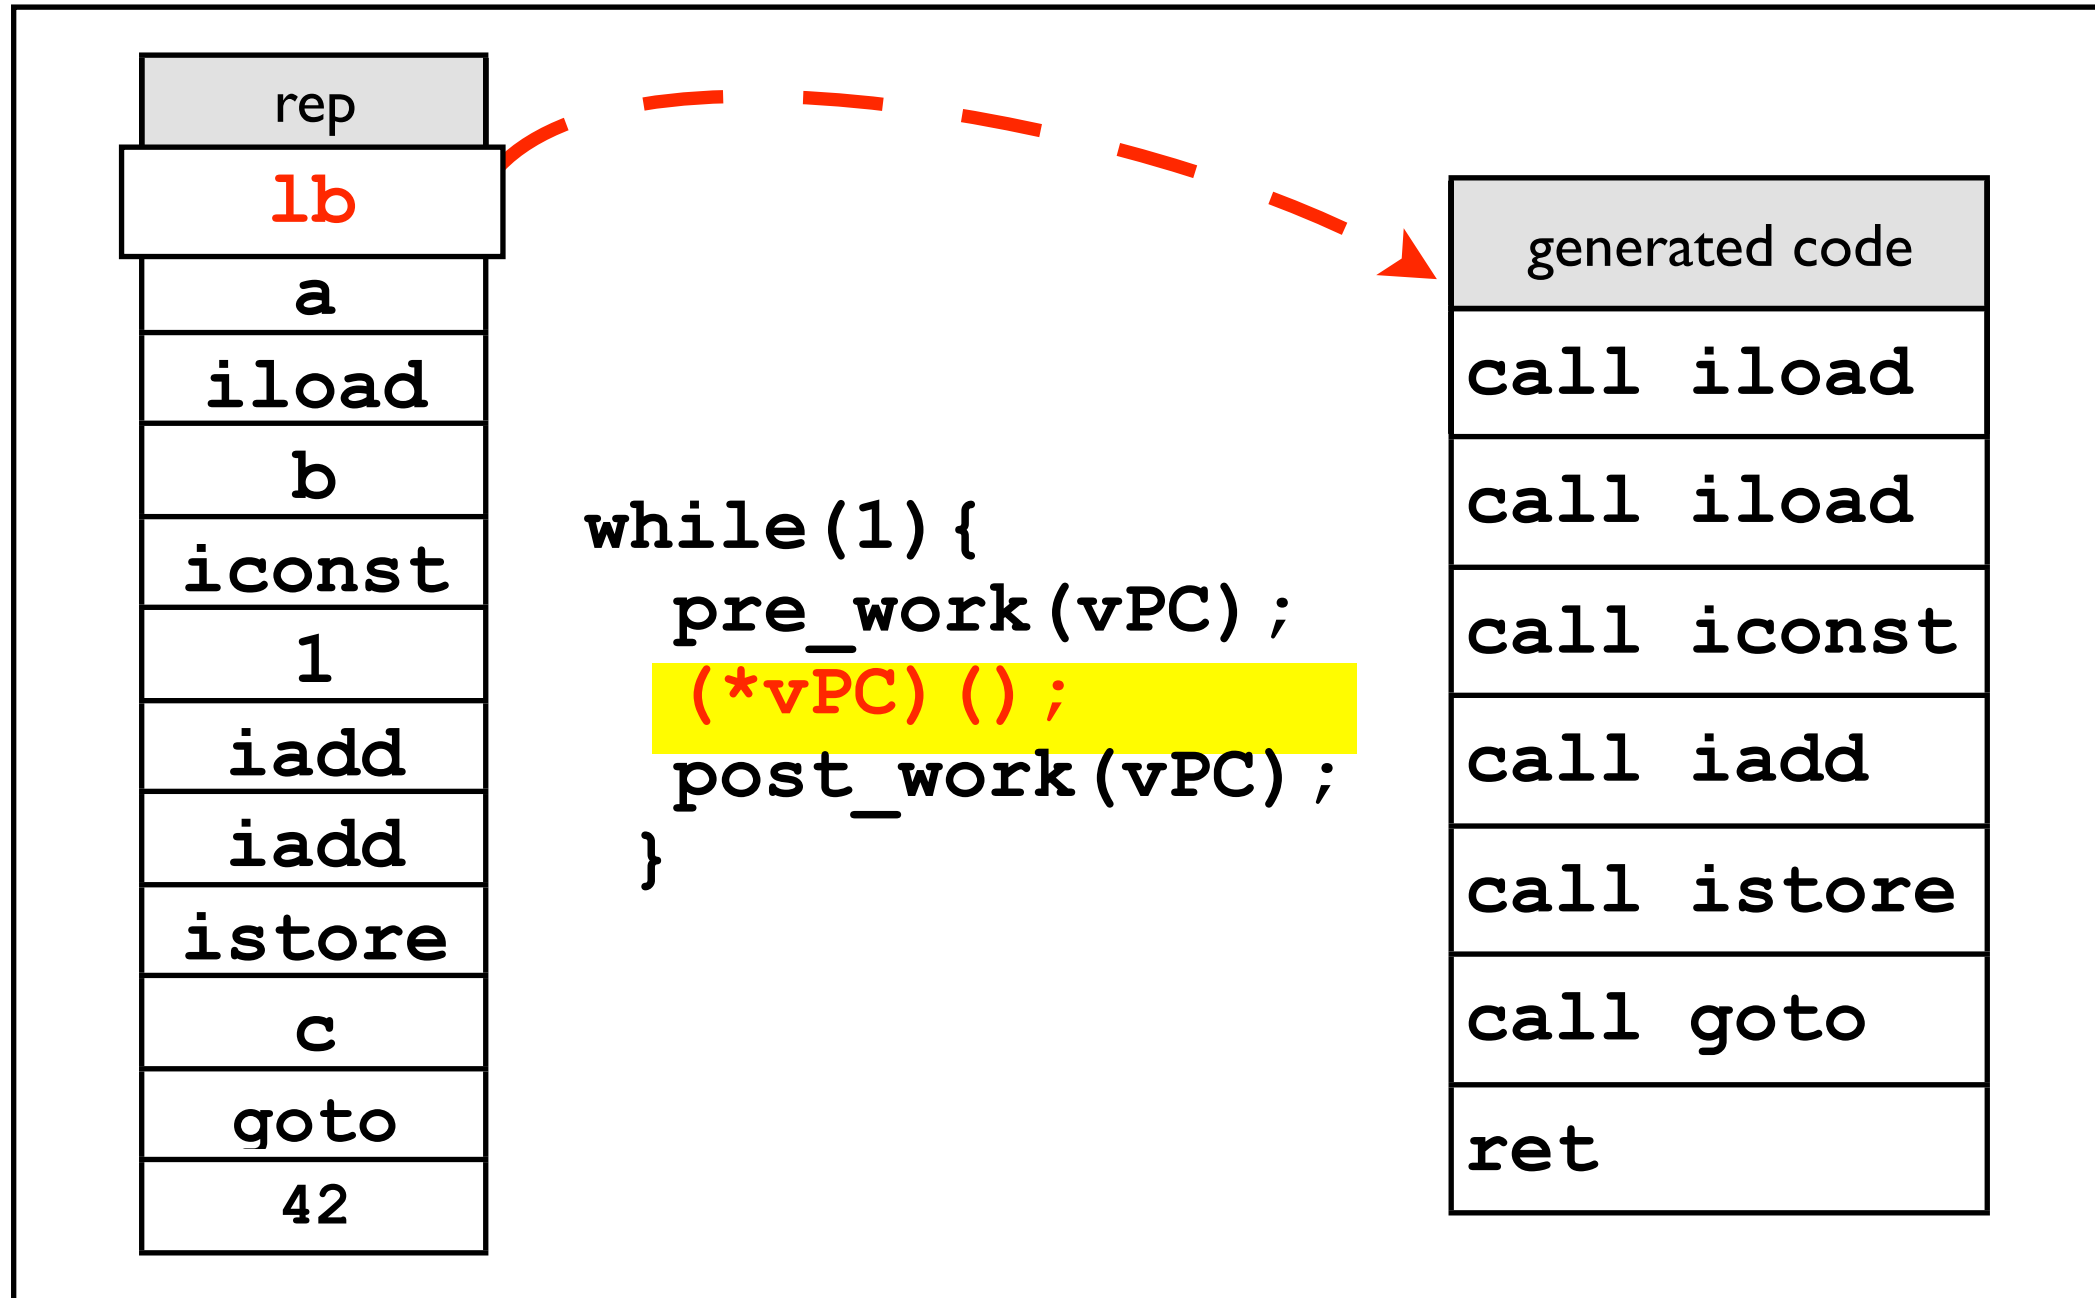 rep
lb
a
iload
b
iconst
1
iadd
iadd
istore
c
goto
42
while(1){
pre_work(vPC);
(*vPC)();
post_work(vPC);
}
generated code
call iload
call iload
call iconst
call iadd
call istore
call goto
ret